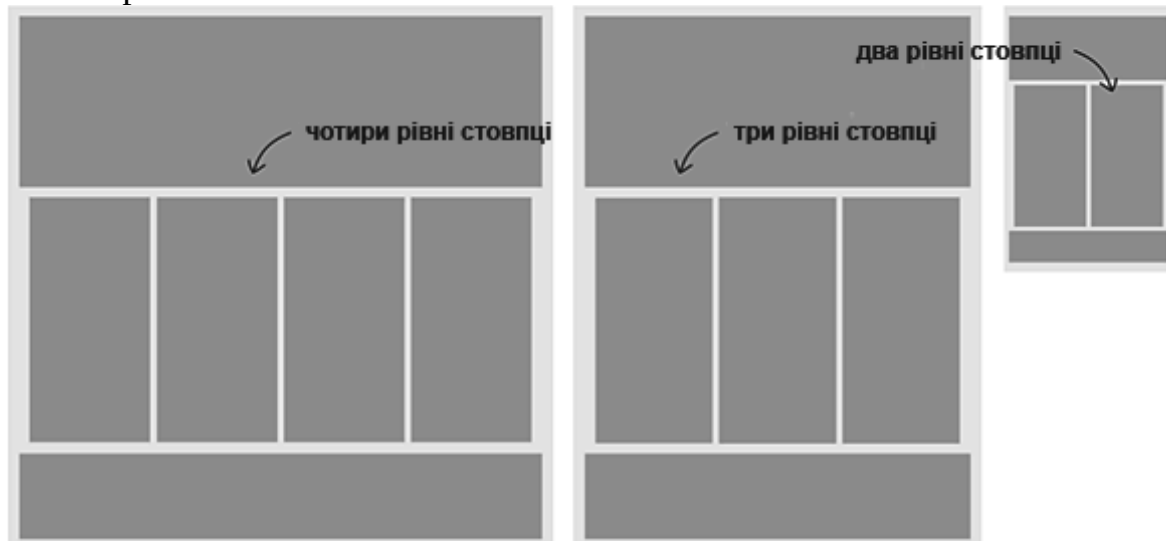 два рівні стовпці
чотири рівні стовпці
три рівні стовпці